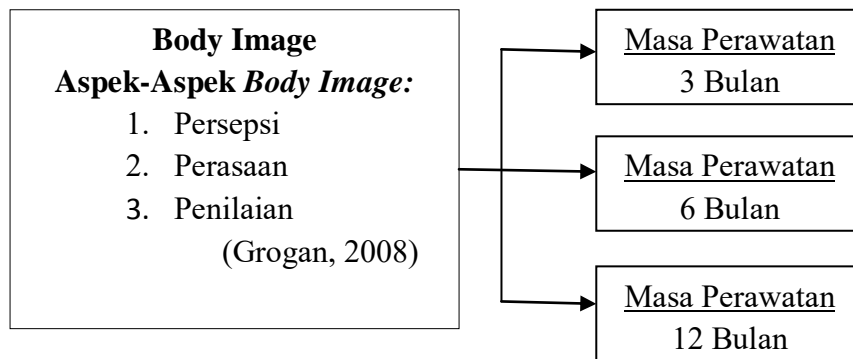 Body Image
Aspek-Aspek Body Image:
1. Persepsi
2. Perasaan
3. Penilaian
(Grogan, 2008)
Masa Perawatan
3 Bulan
Masa Perawatan
6 Bulan
Masa Perawatan
12 Bulan